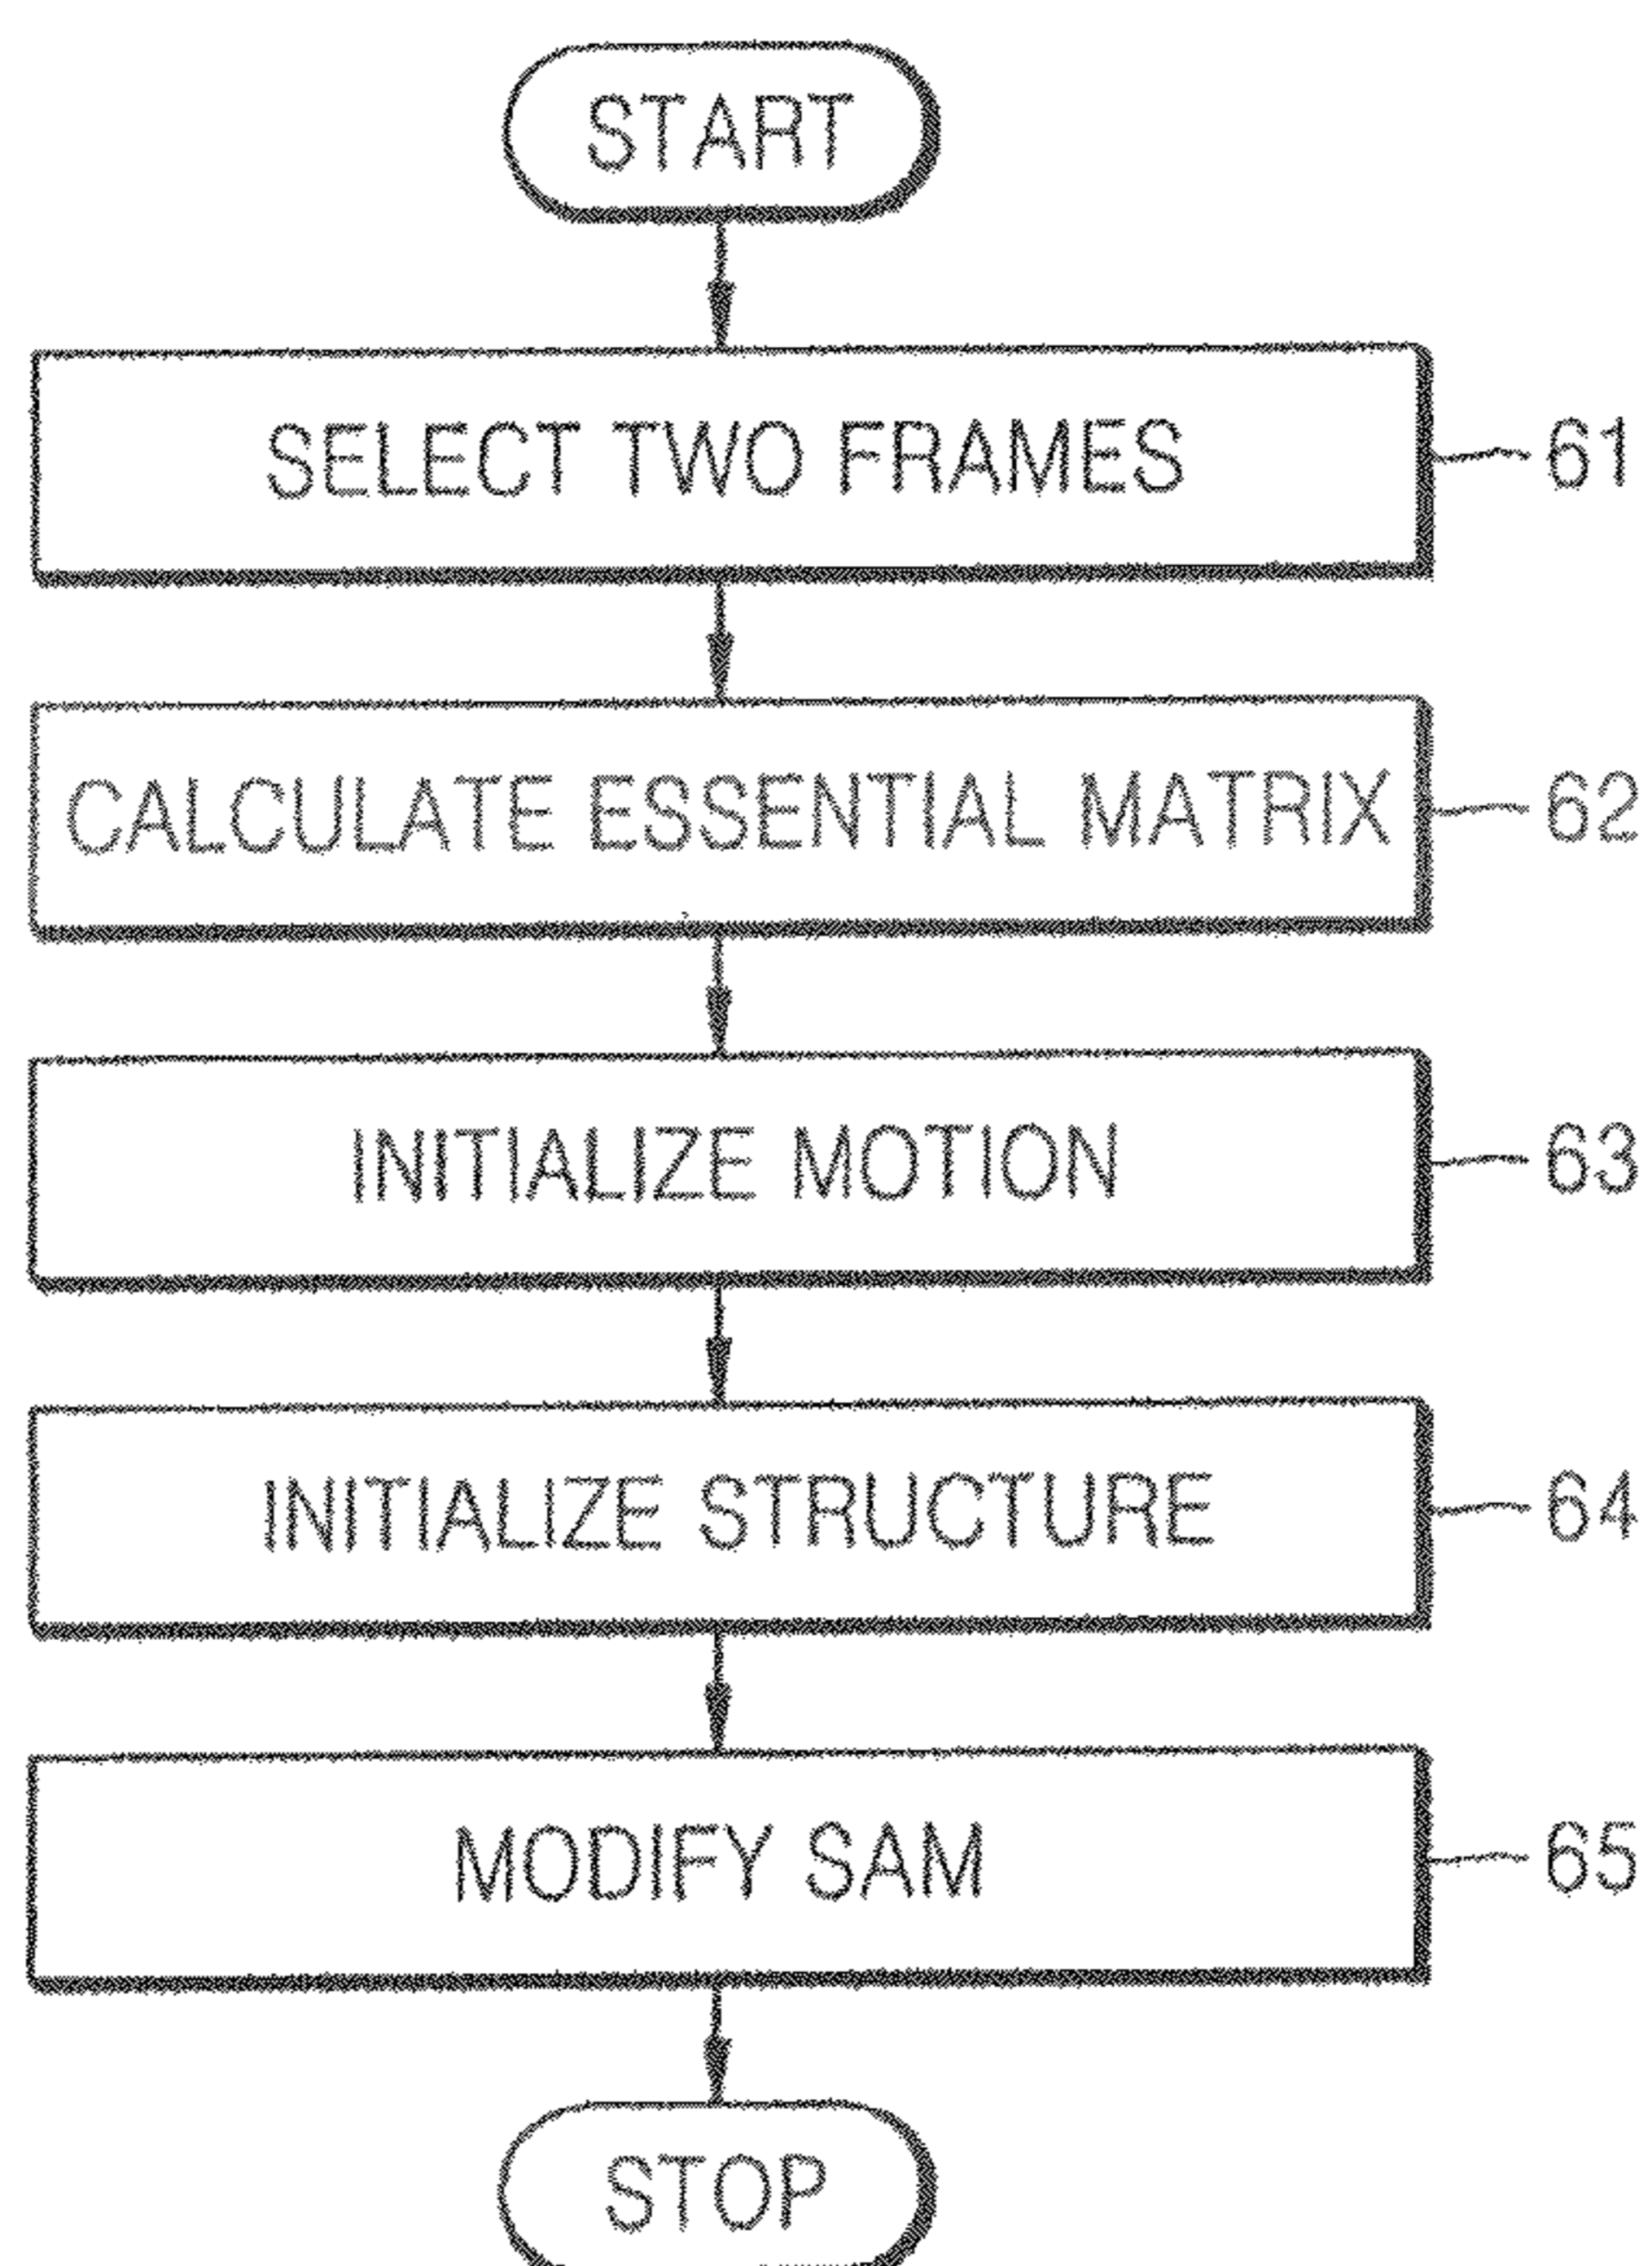 START
SELECT TWO FRAMES 61
CALCULATE ESSENTIAL MATRIX 62
INITIALIZE MOTION 63
INITIALIZE STRUCTURE 64
MODIFY SAM 65
STOP